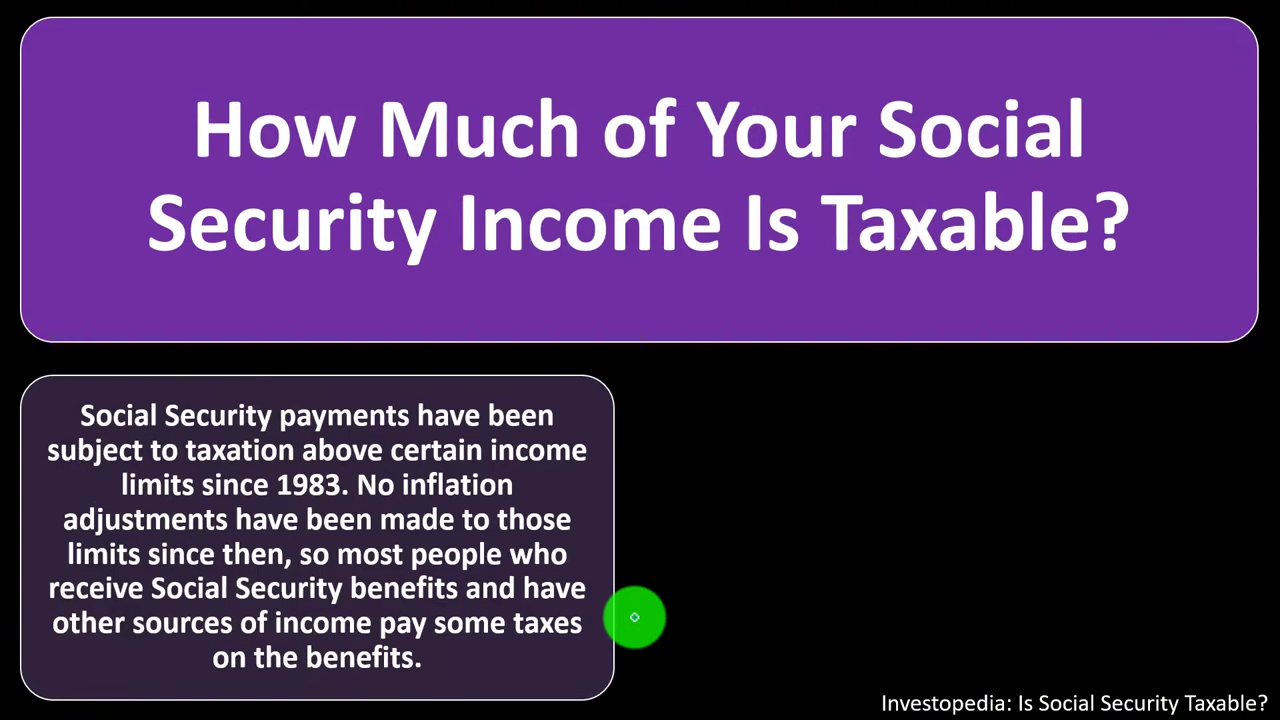 How Much of Your Social
Security Income Is Taxable?
Social Security payments have been
subject to taxation above certain income
limits since 1983. No inflation
adjustments have been made to those
limits since then, so most people who
receive Social Security benefits and have
other sources of income pay some taxes
on the benefits.
Investopedia: Is Social Security Taxable?